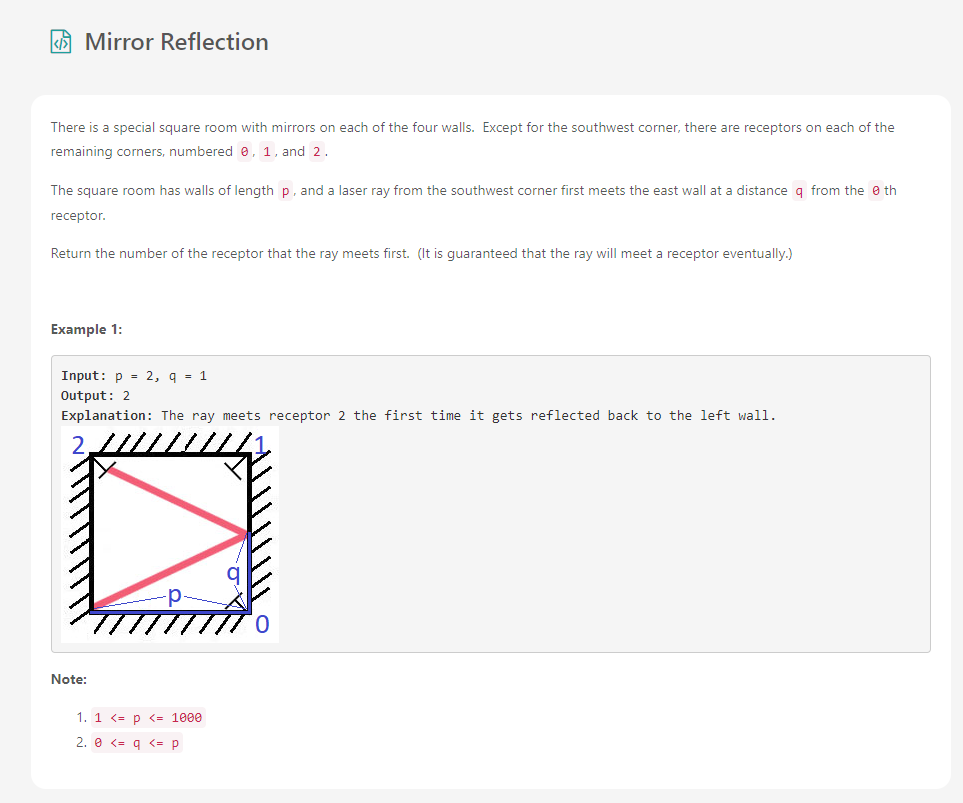 Mirror Reflection
There is a special square room with mirrors on each of the four walls.  Except for the southwest corner, there are receptors on each of the
remaining corners, numbered 0, 1, and 2.
The square room has walls of length p, and a laser ray from the southwest corner first meets the east wall at a distance q from the 0th
receptor.
Return the number of the receptor that the ray meets first.  (It is guaranteed that the ray will meet a receptor eventually.)
Example 1:
Input: p = 2, q = 1
Output: 2
Explanation: The ray meets receptor 2 the first time it gets reflected back to the left wall.
2 1
q
p
0
Note:
1. 1 <= p <= 1000
2. 0 <= q <= p